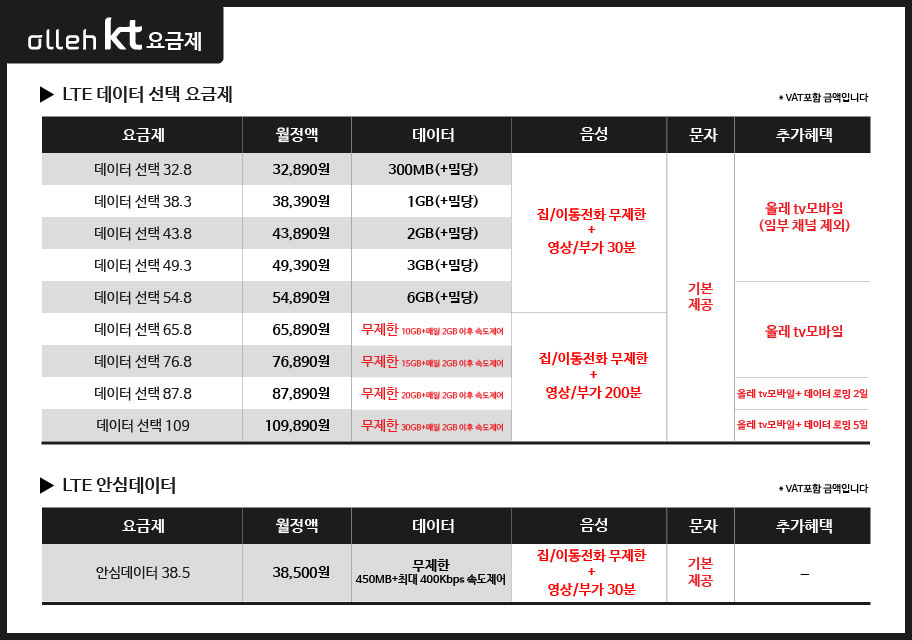 olleh kt 요금제
▶ LTE 데이터 선택 요금제
* VAT포함 금액입니다
요금제 월정액 데이터 음성 문자 추가혜택
데이터 선택 32.8 32,890원 300MB(+밀당)
데이터 선택 38.3 38,390원 1GB(+밀당)
데이터 선택 43.8 43,890원 2GB(+밀당)
데이터 선택 49.3 49,390원 3GB(+밀당)
데이터 선택 54.8 54,890원 6GB(+밀당)
데이터 선택 65.8 65,890원 무제한 10GB+매일 2GB 이후 속도제어
데이터 선택 76.8 76,890원 무제한 15GB+매일 2GB 이후 속도제어
데이터 선택 87.8 87,890원 무제한 20GB+매일 2GB 이후 속도제어
데이터 선택 109 109,890원 무제한 30GB+매일 2GB 이후 속도제어
집/이동전화 무제한
+
영상/부가 30분
집/이동전화 무제한
+
영상/부가 200분
기본
제공
올레 tv모바일
(일부 채널 제외)
올레 tv모바일
올레 tv모바일+ 데이터 로밍 2일
올레 tv모바일+ 데이터 로밍 5일
▶ LTE 안심데이터
* VAT포함 금액입니다
요금제 월정액 데이터 음성 문자 추가혜택
안심데이터 38.5 38,500원
무제한
450MB+최대 400Kbps 속도제어
집/이동전화 무제한
+
영상/부가 30분
기본
제공
–